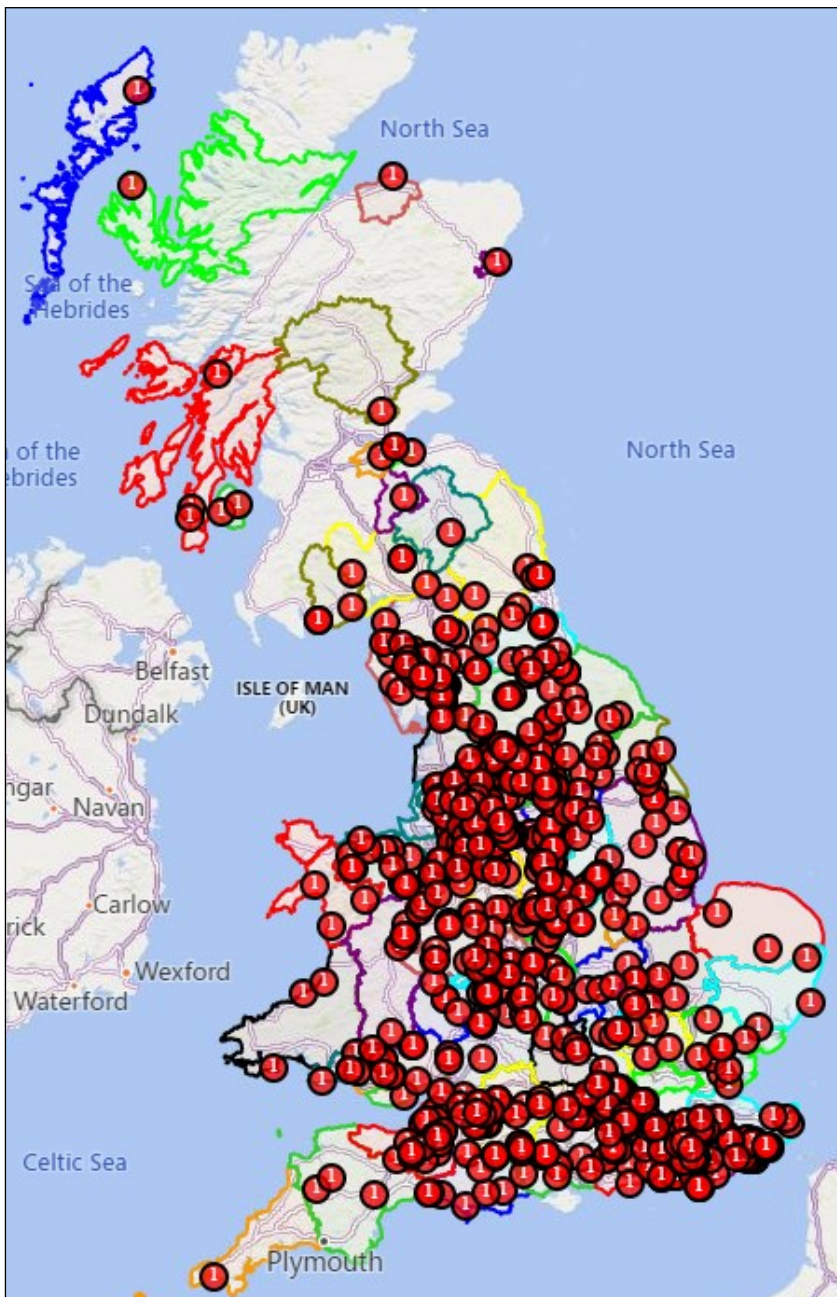 North Sea
Sea of the
Hebrides
North Sea
a of the
ebrides
Belfast
ISLE OF MAN
(UK)
Dundalk
ngar
Navan
Carlow
rick
Wexford
Waterford
Celtic Sea
Plymouth
1